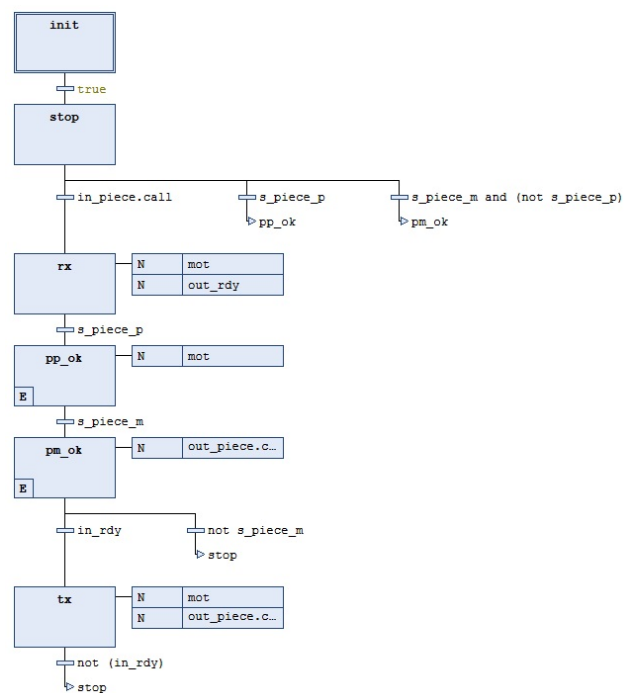 init
true
stop
in_piece.call s_piece_p s_piece_m and (not s_piece_p)
pp_ok pm_ok
rx N mot
N out_rdy
s_piece_p
pp_ok N mot
E
s_piece_m
pm_ok N out_piece.c…
E
in_rdy not s_piece_m
stop
tx N mot
N out_piece.c…
not (in_rdy)
stop